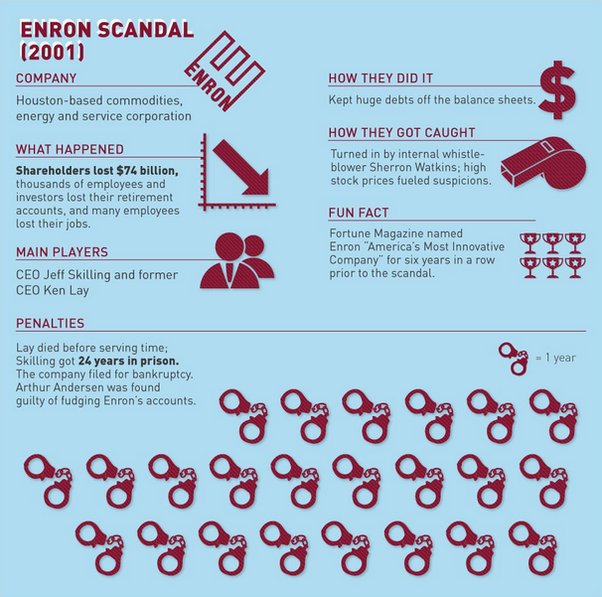 ENRON SCANDAL
(2001)
ENRON
COMPANY
Houston-based commodities,
energy and service corporation
WHAT HAPPENED
Shareholders lost $74 billion,
thousands of employees and
investors lost their retirement
accounts, and many employees
lost their jobs.
MAIN PLAYERS
CEO Jeff Skilling and former
CEO Ken Lay
HOW THEY DID IT
Kept huge debts off the balance sheets.
$
HOW THEY GOT CAUGHT
Turned in by internal whistle-
blower Sherron Watkins; high
stock prices fueled suspicions.
FUN FACT
Fortune Magazine named
Enron “America’s Most Innovative
Company” for six years in a row
prior to the scandal.
PENALTIES
Lay died before serving time;
Skilling got 24 years in prison.
The company filed for bankruptcy.
Arthur Andersen was found
guilty of fudging Enron’s accounts.
= 1 year